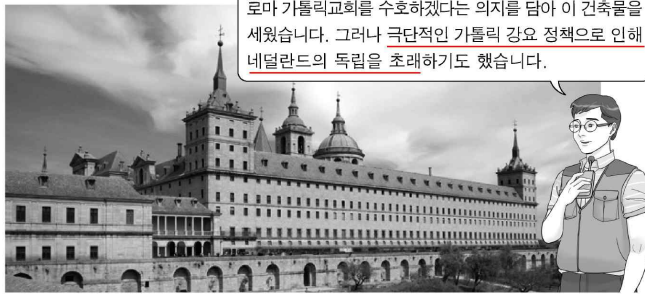 로마 가톨릭교회를 수호하겠다는 의지를 담아 이 건축물을
세웠습니다. 그러나 극단적인 가톨릭 강요 정책으로 인해
네덜란드의 독립을 초래하기도 했습니다.